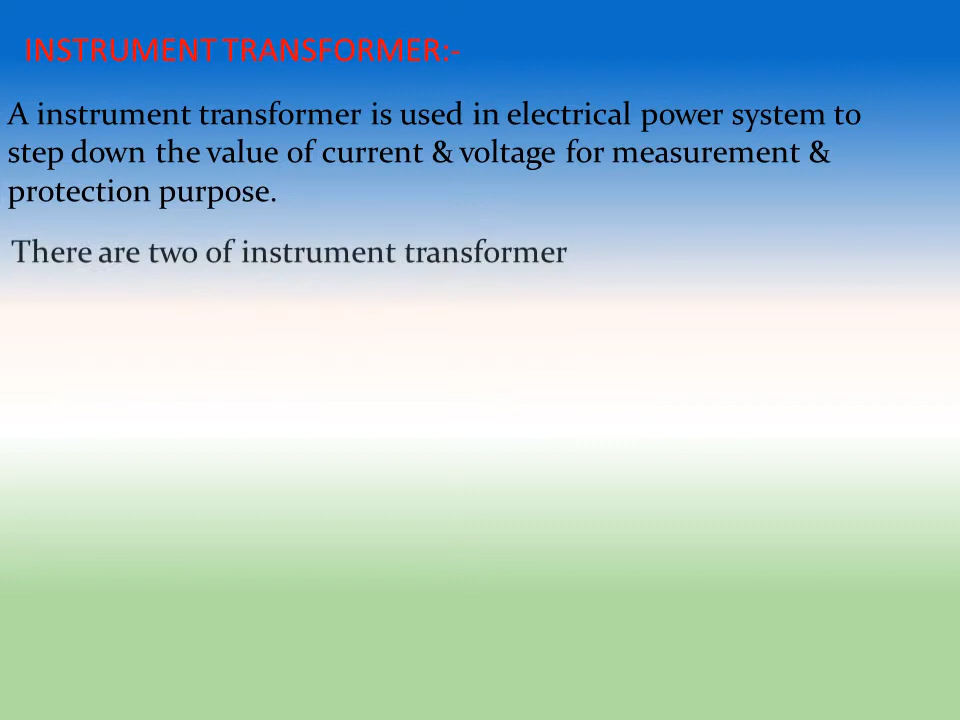 INSTRUMENT TRANSFORMER:-
A instrument transformer is used in electrical power system to
step down the value of current & voltage for measurement &
protection purpose.
There are two of instrument transformer